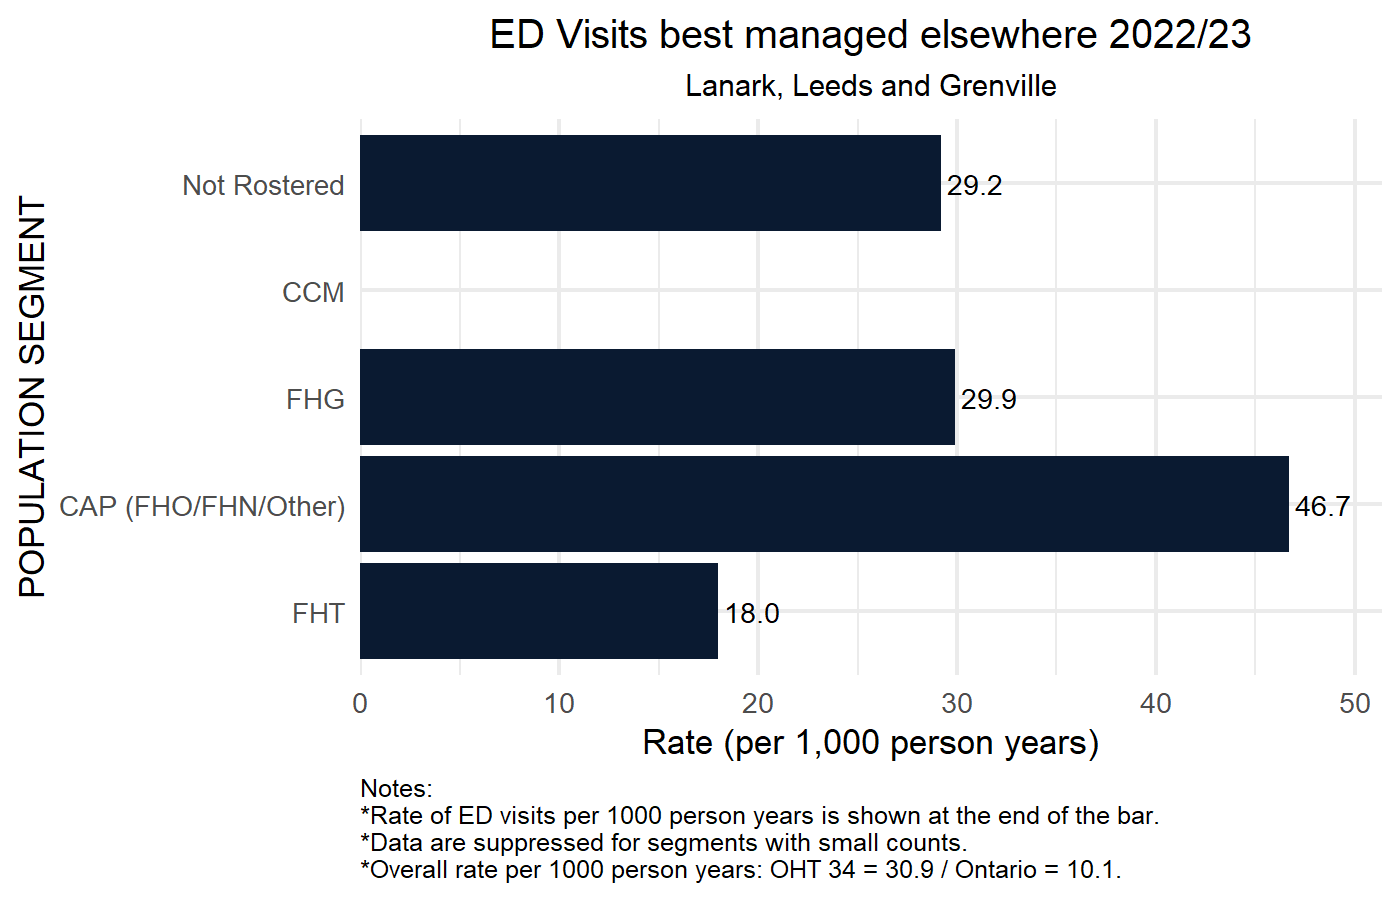 ED Visits best managed elsewhere 2022/23
Lanark, Leeds and Grenville
POPULATION SEGMENT
Not Rostered
29.2
CCM
FHG
29.9
CAP (FHO/FHN/Other)
46.7
FHT
18.0
0 10 20 30 40 50
Rate (per 1,000 person years)
Notes:
*Rate of ED visits per 1000 person years is shown at the end of the bar.
*Data are suppressed for segments with small counts.
*Overall rate per 1000 person years: OHT 34 = 30.9 / Ontario = 10.1.